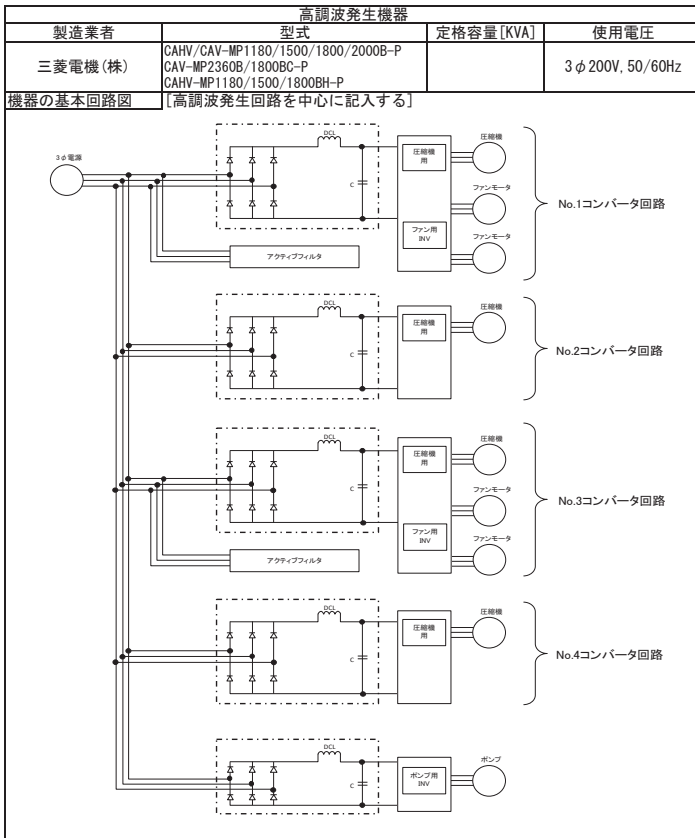 高調波発生機器
製造業者 型式 定格容量[KVA] 使用電圧
三菱電機(株) CAHV/CAV-MP1180/1500/1800/2000B-P 3φ200V,50/60Hz
CAV-MP2360B/1800BC-P
CAHV-MP1180/1500/1800BH-P
機器の基本回路図 [高調波発生回路を中心に記入する]
3φ電源
DCL
C
圧縮機
用
圧縮機
ファンモータ
ファン用
INV
ファンモータ
アクティブフィルタ
No.1コンバータ回路
DCL
C
圧縮機
用
圧縮機
No.2コンバータ回路
DCL
C
圧縮機
用
圧縮機
ファンモータ
ファン用
INV
ファンモータ
アクティブフィルタ
No.3コンバータ回路
DCL
C
圧縮機
用
圧縮機
No.4コンバータ回路
DCL
C
ポンプ用
INV
ポンプ